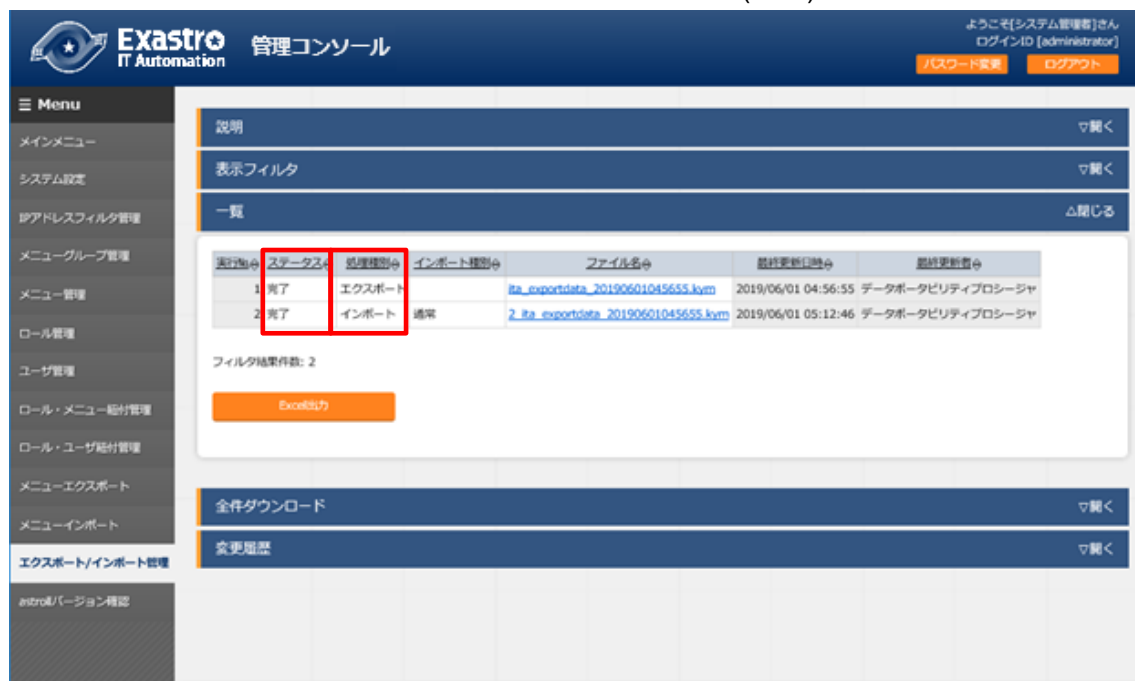 ようこそ[システム管理者]さん
Exastro 管理コンソール
IT Automation
ログインID [administrator]
パスワード変更 ログアウト
Menu
メインメニュー
システム設定
IPアドレスフィルタ管理
メニューグループ管理
メニュー管理
ロール管理
ユーザ管理
ロール・メニュー紐付管理
ロール・ユーザ紐付管理
メニューエクスポート
メニューインポート
エクスポート/インポート管理
説明 ▽開く
表示フィルタ ▽開く
一覧 △閉じる
実行No ステータス 処理種別 インポート種別 ファイル名 最終更新日時 最終更新者
1 完了 エクスポート ita_exportdata_20190601045655.kym 2019/06/01 04:56:55 データポータビリティプロシージャ
2 完了 インポート 通常 2_ita_exportdata_20190601045655.kym 2019/06/01 05:12:46 データポータビリティプロシージャ
フィルタ結果件数: 2
Excel出力
全件ダウンロード ▽開く
変更履歴 ▽開く